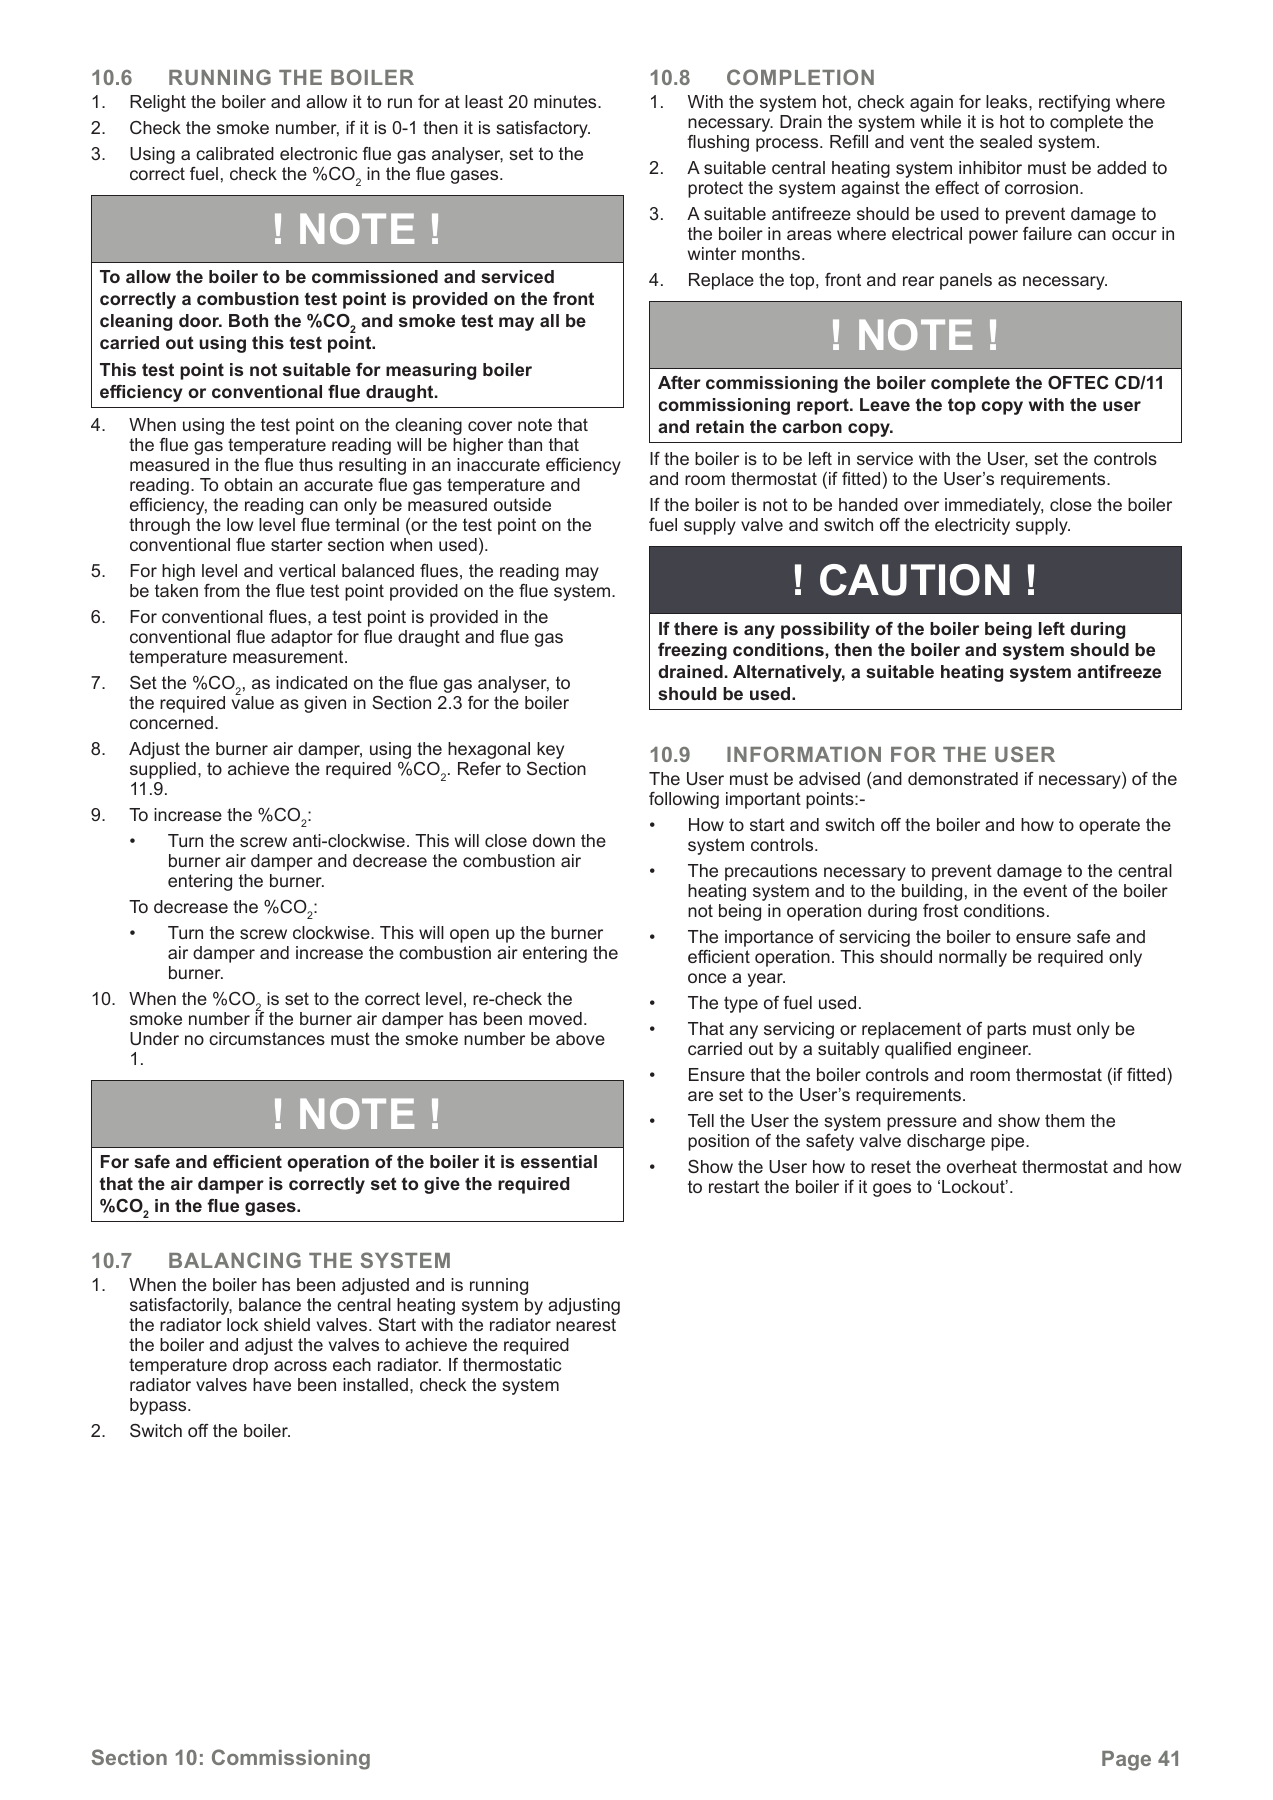 10.6 RUNNING THE BOILER
1. Relight the boiler and allow it to run for at least 20 minutes.
2. Check the smoke number, if it is 0-1 then it is satisfactory.
3. Using a calibrated electronic flue gas analyser, set to the
correct fuel, check the %CO2 in the flue gases.
! NOTE !
To allow the boiler to be commissioned and serviced
correctly a combustion test point is provided on the front
cleaning door. Both the %CO2 and smoke test may all be
carried out using this test point.
This test point is not suitable for measuring boiler
efficiency or conventional flue draught.
4. When using the test point on the cleaning cover note that
the flue gas temperature reading will be higher than that
measured in the flue thus resulting in an inaccurate efficiency
reading. To obtain an accurate flue gas temperature and
efficiency, the reading can only be measured outside
through the low level flue terminal (or the test point on the
conventional flue starter section when used).
5. For high level and vertical balanced flues, the reading may
be taken from the flue test point provided on the flue system.
6. For conventional flues, a test point is provided in the
conventional flue adaptor for flue draught and flue gas
temperature measurement.
7. Set the %CO2, as indicated on the flue gas analyser, to
the required value as given in Section 2.3 for the boiler
concerned.
8. Adjust the burner air damper, using the hexagonal key
supplied, to achieve the required %CO2. Refer to Section
11.9.
9. To increase the %CO2:
• Turn the screw anti-clockwise. This will close down the
burner air damper and decrease the combustion air
entering the burner.
To decrease the %CO2:
• Turn the screw clockwise. This will open up the burner
air damper and increase the combustion air entering the
burner.
10. When the %CO2 is set to the correct level, re-check the
smoke number if the burner air damper has been moved.
Under no circumstances must the smoke number be above
1.
! NOTE !
For safe and efficient operation of the boiler it is essential
that the air damper is correctly set to give the required
%CO2 in the flue gases.
10.7 BALANCING THE SYSTEM
1. When the boiler has been adjusted and is running
satisfactorily, balance the central heating system by adjusting
the radiator lock shield valves. Start with the radiator nearest
the boiler and adjust the valves to achieve the required
temperature drop across each radiator. If thermostatic
radiator valves have been installed, check the system
bypass.
2. Switch off the boiler.
10.8 COMPLETION
1. With the system hot, check again for leaks, rectifying where
necessary. Drain the system while it is hot to complete the
flushing process. Refill and vent the sealed system.
2. A suitable central heating system inhibitor must be added to
protect the system against the effect of corrosion.
3. A suitable antifreeze should be used to prevent damage to
the boiler in areas where electrical power failure can occur in
winter months.
4. Replace the top, front and rear panels as necessary.
! NOTE !
After commissioning the boiler complete the OFTEC CD/11
commissioning report. Leave the top copy with the user
and retain the carbon copy.
If the boiler is to be left in service with the User, set the controls
and room thermostat (if fitted) to the User’s requirements.
If the boiler is not to be handed over immediately, close the boiler
fuel supply valve and switch off the electricity supply.
! CAUTION !
If there is any possibility of the boiler being left during
freezing conditions, then the boiler and system should be
drained. Alternatively, a suitable heating system antifreeze
should be used.
10.9 INFORMATION FOR THE USER
The User must be advised (and demonstrated if necessary) of the
following important points:-
• How to start and switch off the boiler and how to operate the
system controls.
• The precautions necessary to prevent damage to the central
heating system and to the building, in the event of the boiler
not being in operation during frost conditions.
• The importance of servicing the boiler to ensure safe and
efficient operation. This should normally be required only
once a year.
• The type of fuel used.
• That any servicing or replacement of parts must only be
carried out by a suitably qualified engineer.
• Ensure that the boiler controls and room thermostat (if fitted)
are set to the User’s requirements.
• Tell the User the system pressure and show them the
position of the safety valve discharge pipe.
• Show the User how to reset the overheat thermostat and how
to restart the boiler if it goes to ‘Lockout’.
Section 10: Commissioning
Page 41